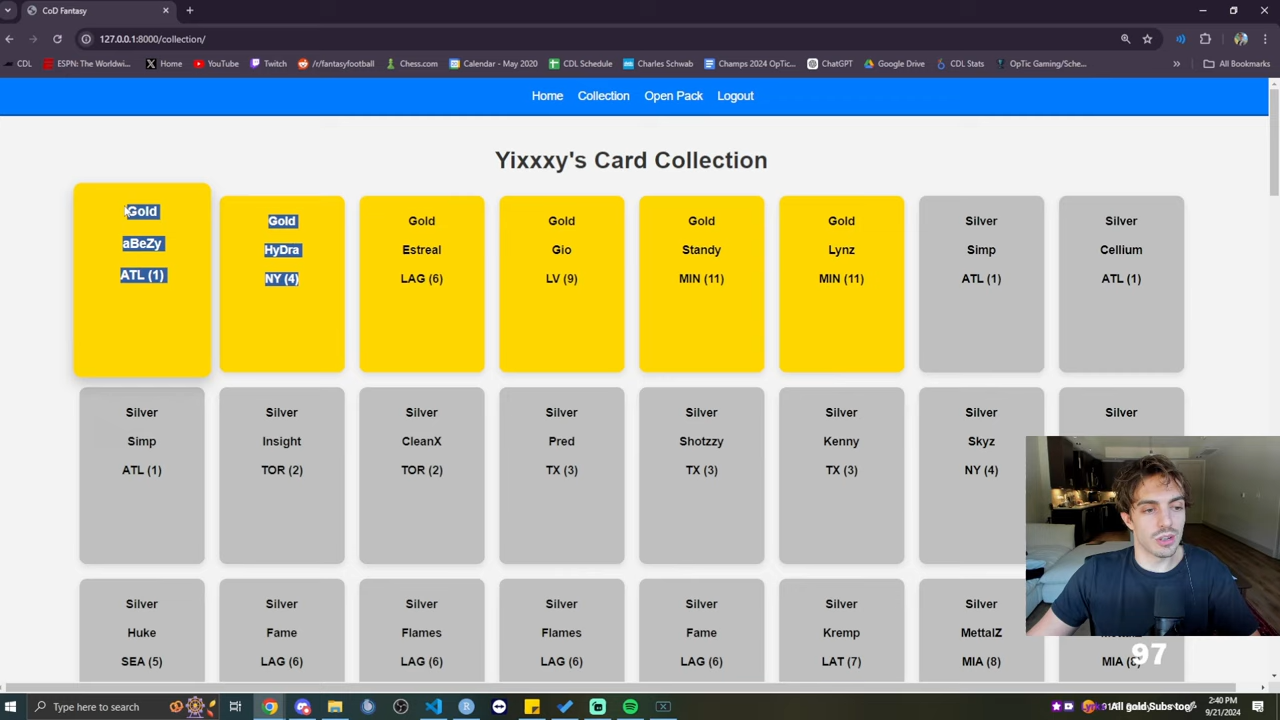 CoD Fantasy
127.0.0.1:8000/collection/
CDL
ESPN: The Worldwi...
Home
YouTube
Twitch
/r/fantasyfootball
Chess.com
Calendar - May 2020
CDL Schedule
Charles Schwab
Champs 2024 OpTic...
ChatGPT
Google Drive
CDL Stats
OpTic Gaming/Sche...
All Bookmarks
Home Collection Open Pack Logout
Yixxxy's Card Collection
Gold Gold Gold Gold Gold Gold Silver Silver
aBeZy HyDra Estreal Gio Standy Lynz Simp Cellium
ATL (1) NY (4) LAG (6) LV (9) MIN (11) MIN (11) ATL (1) ATL (1)
Silver Silver Silver Silver Silver Silver Silver Silver
Simp Insight CleanX Pred Shotzzy Kenny Skyz
ATL (1) TOR (2) TOR (2) TX (3) TX (3) TX (3) NY (4)
Silver Silver Silver Silver Silver Silver Silver
Huke Fame Flames Flames Fame Kremp MettalZ
SEA (5) LAG (6) LAG (6) LAG (6) LAG (6) LAT (7) MIA (8) MIA (8)
97
Type here to search
All gold Subs tog
2:40 PM
9/21/2024